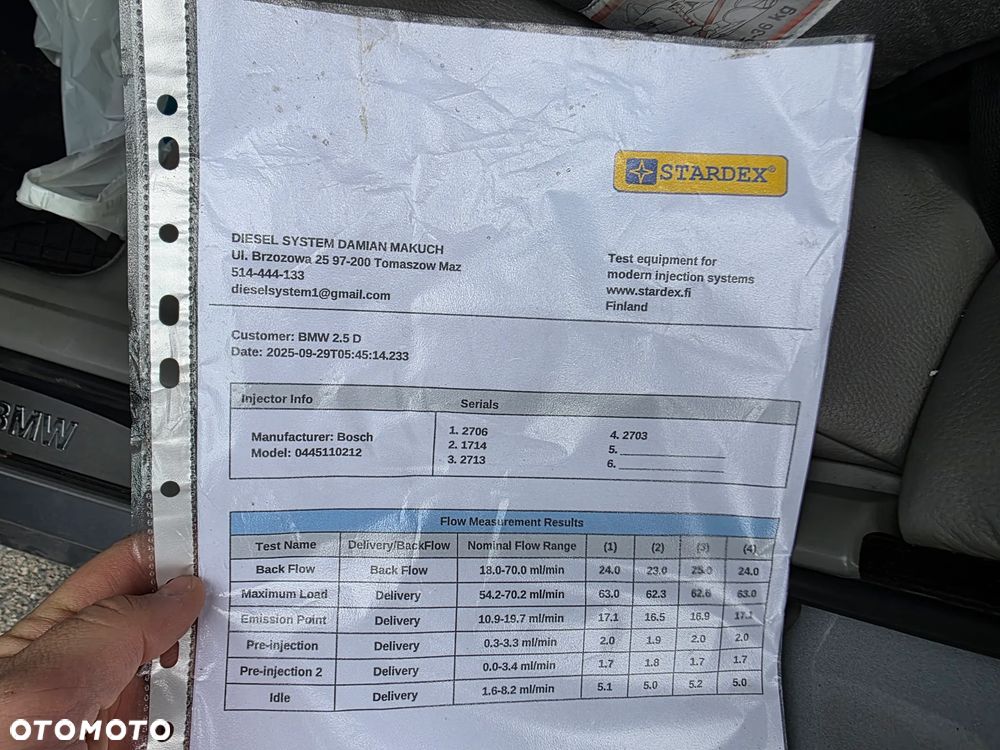 -36 kg
STARDEX®
DIESEL SYSTEM DAMIAN MAKUCH
Ul. Brzozowa 25 97-200 Tomaszow Maz
514-444-133
dieselsystem1@gmail.com
Test equipment for
modern injection systems
www.stardex.fi
Finland
Customer: BMW 2.5 D
Date: 2025-09-29T05:45:14.233
Injector Info Serials
Manufacturer: Bosch
Model: 0445110212
1. 2706
2. 1714
3. 2713
4. 2703
5. ________________
6. ________________
Flow Measurement Results
Test Name Delivery/BackFlow Nominal Flow Range (1) (2) (3) (4)
Back Flow Back Flow 18.0-70.0 ml/min 24.0 23.0 25.0 24.0
Maximum Load Delivery 54.2-70.2 ml/min 63.0 62.3 62.6 63.0
Emission Point Delivery 10.9-19.7 ml/min 17.1 16.5 16.9 17.1
Pre-injection Delivery 0.3-3.3 ml/min 2.0 1.9 2.0 2.0
Pre-injection 2 Delivery 0.0-3.4 ml/min 1.7 1.8 1.7 1.7
Idle Delivery 1.6-8.2 ml/min 5.1 5.0 5.2 5.0
BMW
OTOMOTO